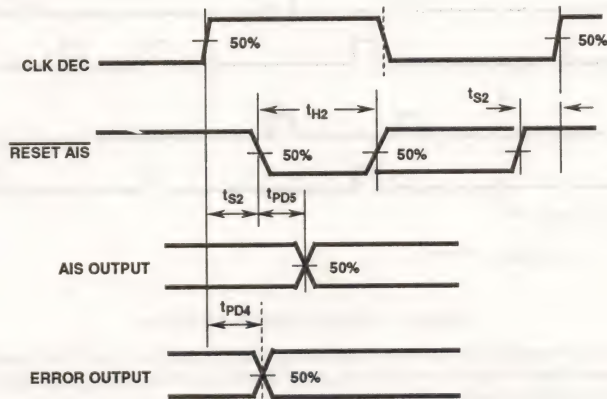 50%
50%
CLK DEC
tH2
tS2
RESET AIS
50%
50%
50%
tS2
tPD5
AIS OUTPUT
50%
tPD4
ERROR OUTPUT
50%